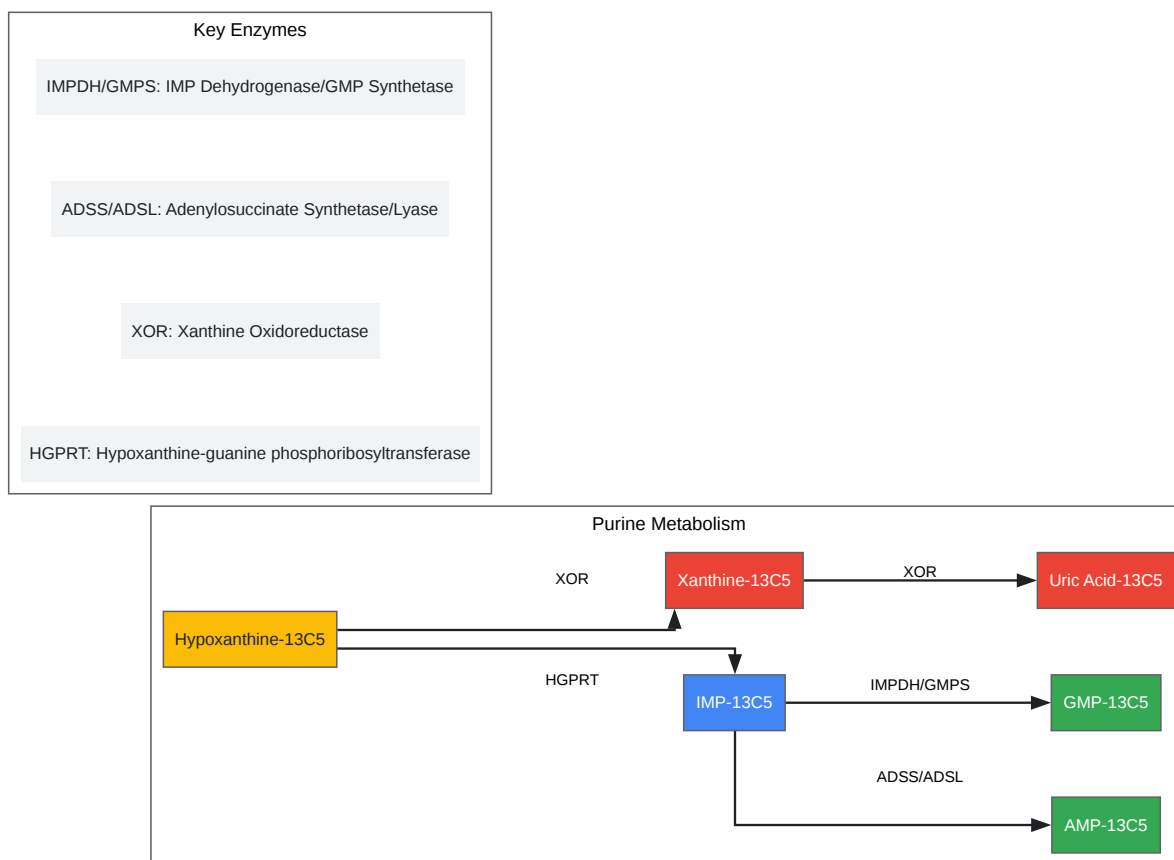 Key Enzymes
IMPDH/GMPS: IMP Dehydrogenase/GMP Synthetase
ADSS/ADSL: Adenylosuccinate Synthetase/Lyase
XOR: Xanthine Oxidoreductase
HGPRT: Hypoxanthine-guanine phosphoribosyltransferase
Purine Metabolism
XOR
Xanthine-13C5
XOR
Uric Acid-13C5
Hypoxanthine-13C5
HGPRT
IMP-13C5
IMPDH/GMPS
GMP-13C5
ADSS/ADSL
AMP-13C5